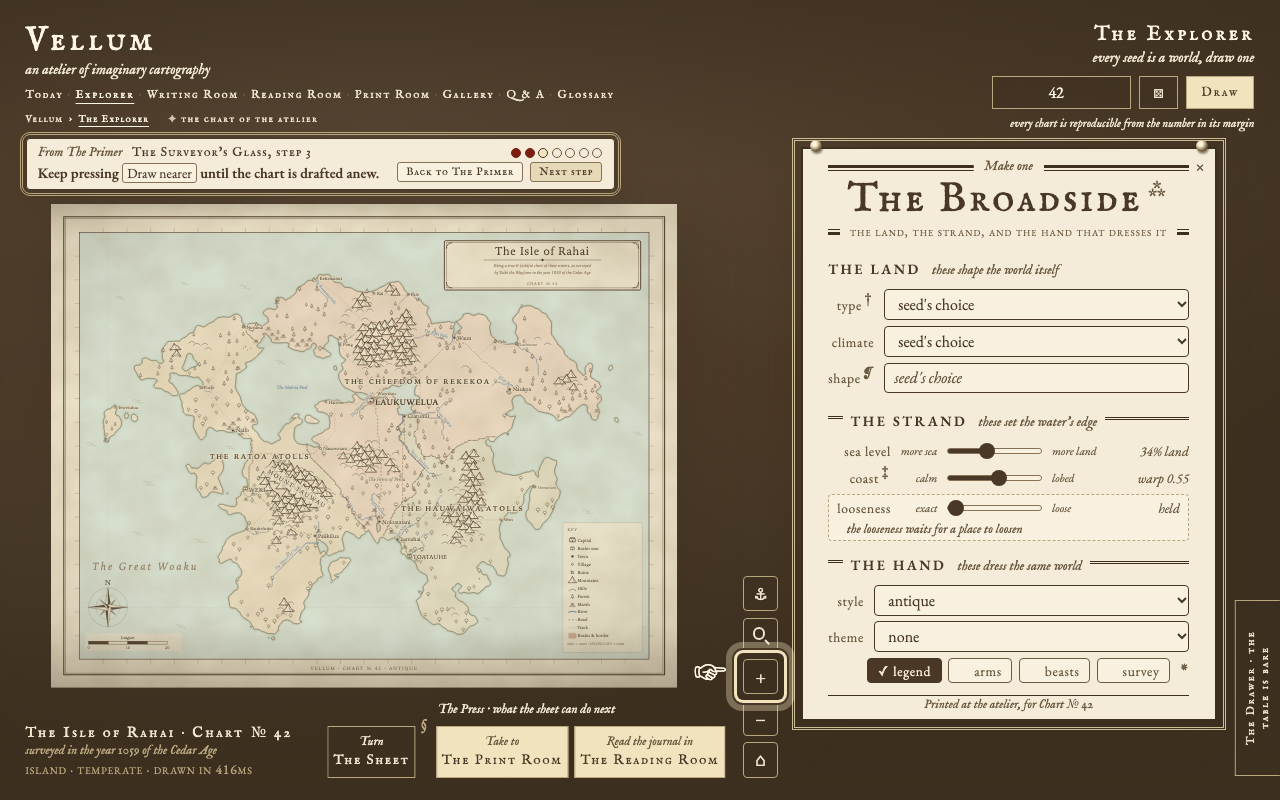 Vellum
an atelier of imaginary cartography
Today · Explorer · Writing Room · Reading Room · Print Room · Gallery · Q & A · Glossary
Vellum › The Explorer ✦ the chart of the atelier
The Explorer
every seed is a world, draw one
42 Draw
every chart is reproducible from the number in its margin
From The Primer The Surveyor's Glass, step 3
Keep pressing Draw nearer until the chart is drafted anew.
Back to The Primer Next step
The Isle of Rahai
CHART № 42
THE CHIEFDOM OF REKEKOA
LAUKUWELUA
THE RATOA ATOLLS
THE HAUWAIWA ATOLLS
TOATAUHE
The Great Woaku
N
KEY
Capital
Town
Village
Ruins
Mountains
Hills
Forest
Marsh
River
Road
Track
Realm & border
Leagues
0 10 20
VELLUM · CHART № 42 · ANTIQUE
Make one ×
The Broadside ⁂
the land, the strand, and the hand that dresses it
THE LAND these shape the world itself
type † seed's choice
climate seed's choice
shape ¶ seed's choice
THE STRAND these set the water's edge
sea level more sea more land 34% land
coast ‡ calm lobed warp 0.55
looseness exact loose held
the looseness waits for a place to loosen
THE HAND these dress the same world
style antique
theme none
✓ legend arms beasts survey *
Printed at the atelier, for Chart № 42
+
−
The Drawer · the table is bare
The Press · what the sheet can do next
The Isle of Rahai · Chart № 42
surveyed in the year 1059 of the Cedar Age
ISLAND · TEMPERATE · DRAWN IN 416MS
Turn
The Sheet
§
Take to
The Print Room
Read the journal in
The Reading Room